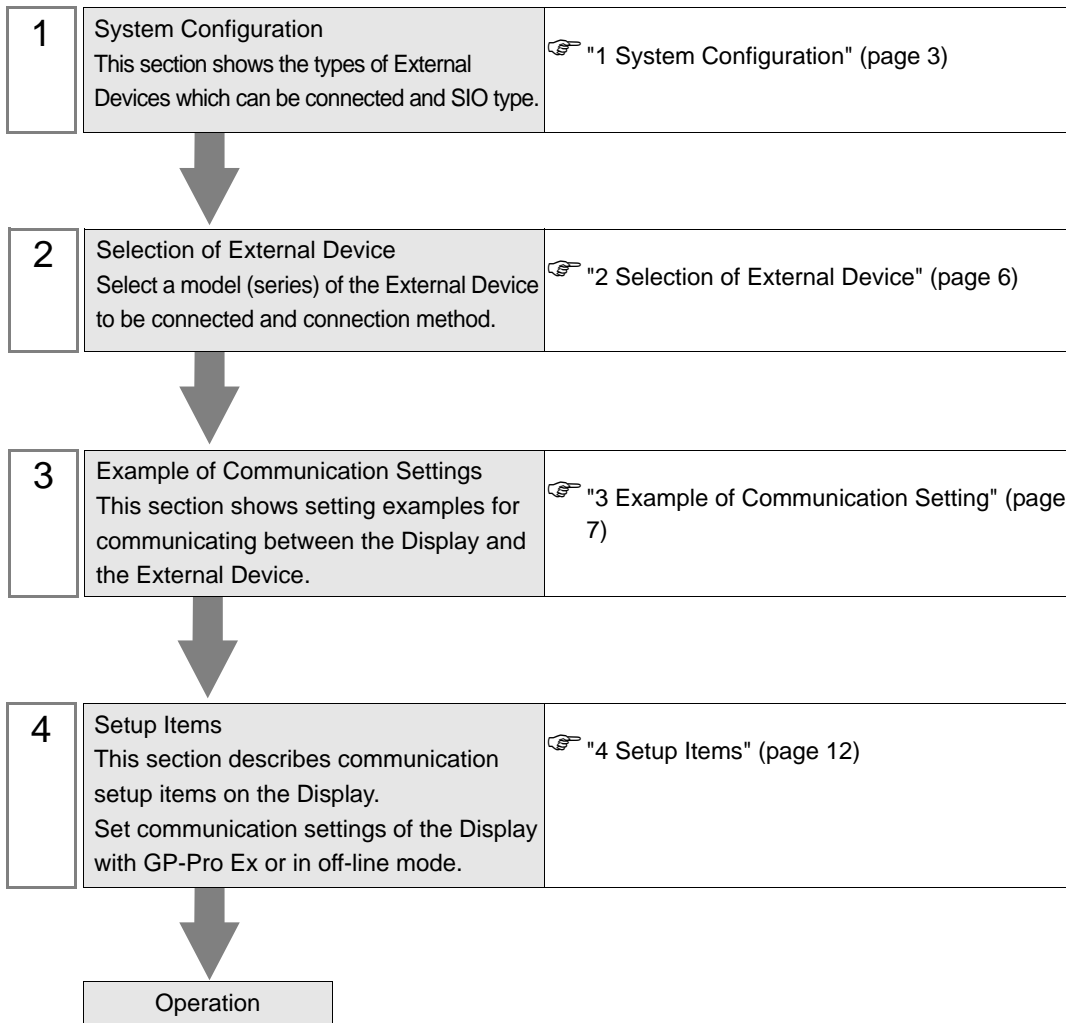 1
System Configuration
This section shows the types of External
Devices which can be connected and SIO type.
"1 System Configuration" (page 3)
2
Selection of External Device
Select a model (series) of the External Device
to be connected and connection method.
"2 Selection of External Device" (page 6)
3
Example of Communication Settings
This section shows setting examples for
communicating between the Display and
the External Device.
"3 Example of Communication Setting" (page
7)
4
Setup Items
This section describes communication
setup items on the Display.
Set communication settings of the Display
with GP-Pro Ex or in off-line mode.
"4 Setup Items" (page 12)
Operation